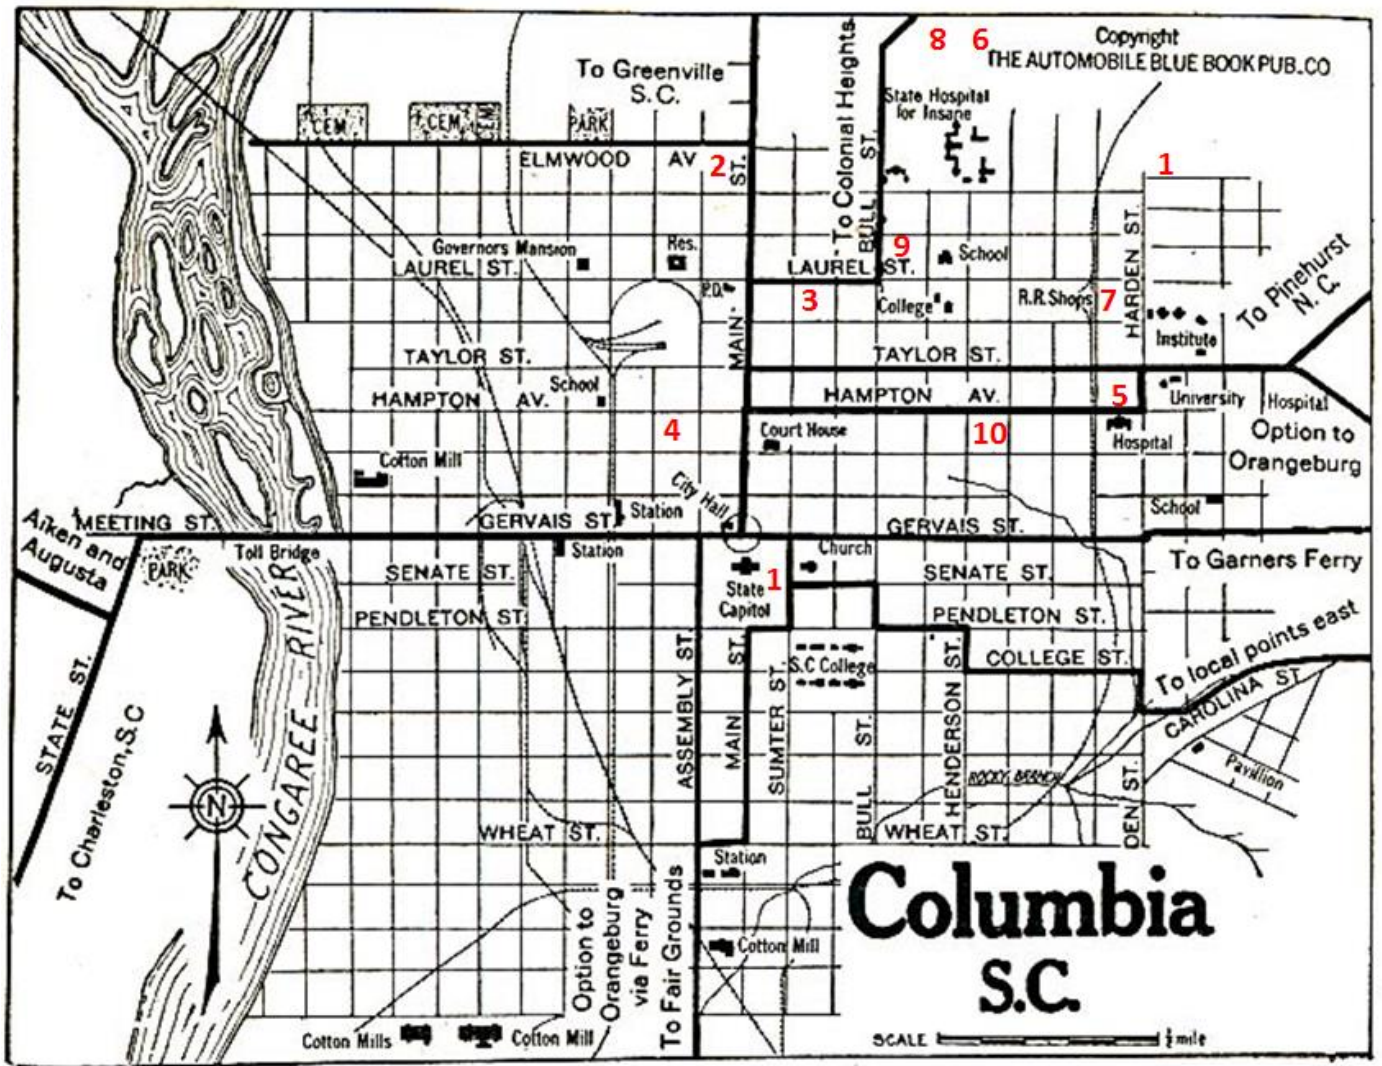 8 6
Copyright
THE AUTOMOBILE BLUE BOOK PUB. CO
To Greenville
S.C.
To Colonial Heights
BULL ST.
State Hospital
for Insane
CEM.
CEM.
CEM
PARK
ELMWOOD AV
2
ST.
1
Governors Mansion
Res.
LAUREL ST.
LAUREL ST.
9
School
P.O.
3
College
R.R. Shops
7
HARDEN ST.
Institute
To Pinehurst
N. C.
MAIN
TAYLOR ST.
TAYLOR ST.
School
HAMPTON AV.
HAMPTON AV.
5
University
Hospital
4
Court House
10
Hospital
Option to
Orangeburg
Cotton Mill
City Hall
School
Aiken and
Augusta
MEETING ST.
GERVAIS ST.
Station
GERVAIS ST.
PARK
Toll Bridge
Station
Church
To Garners Ferry
SENATE ST.
State
Capitol
1
SENATE ST.
PENDLETON ST.
PENDLETON ST.
S.C College
COLLEGE ST.
To local points east
CAROLINA ST.
STATE ST.
To Charleston, S.C
N
CONGAREE RIVER
ASSEMBLY ST.
MAIN ST.
SUMTER ST.
BULL ST.
HENDERSON ST.
ROCKY BRANCH
Pavillion
DEN ST.
WHEAT ST.
WHEAT ST.
Station
Option to
Orangeburg
via Ferry
To Fair Grounds
Cotton Mill
Columbia
S.C.
Cotton Mills
Cotton Mill
SCALE ½ mile